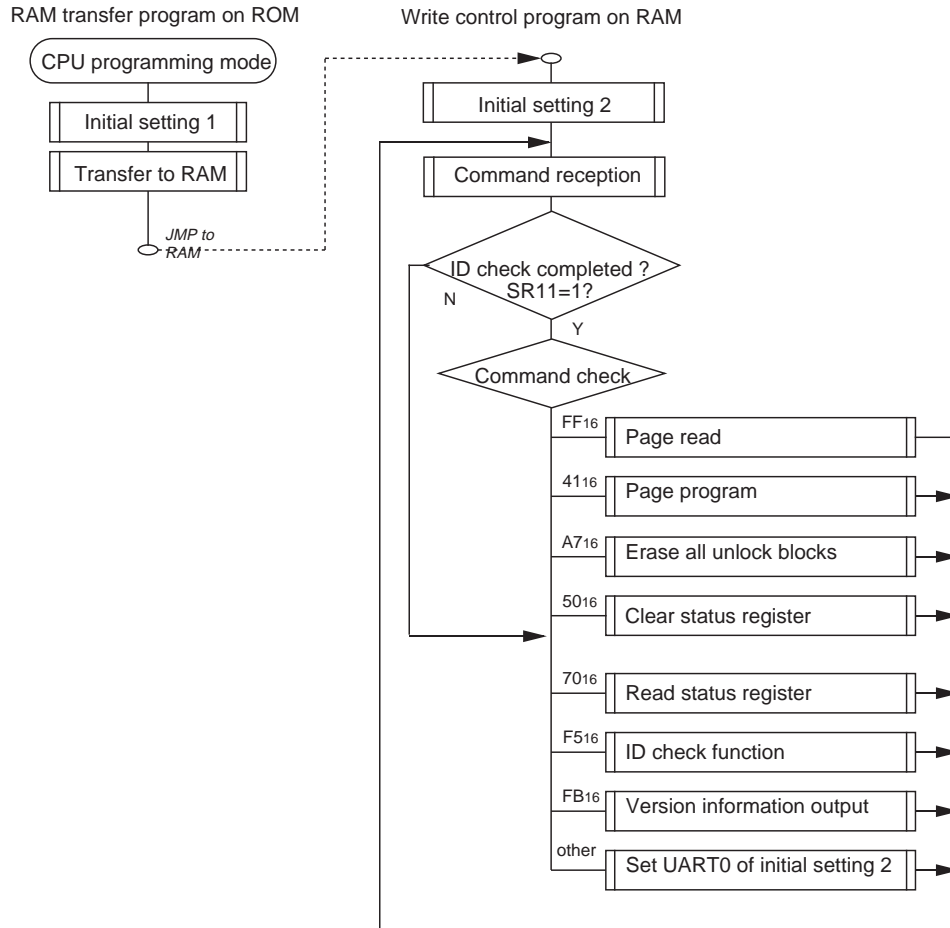 RAM transfer program on ROM
Write control program on RAM
CPU programming mode
Initial setting 1
Transfer to RAM
JMP to
RAM
Initial setting 2
Command reception
ID check completed ?
SR11=1?
N
Y
Command check
FF16
Page read
4116
Page program
A716
Erase all unlock blocks
5016
Clear status register
7016
Read status register
F516
ID check function
FB16
Version information output
other
Set UART0 of initial setting 2